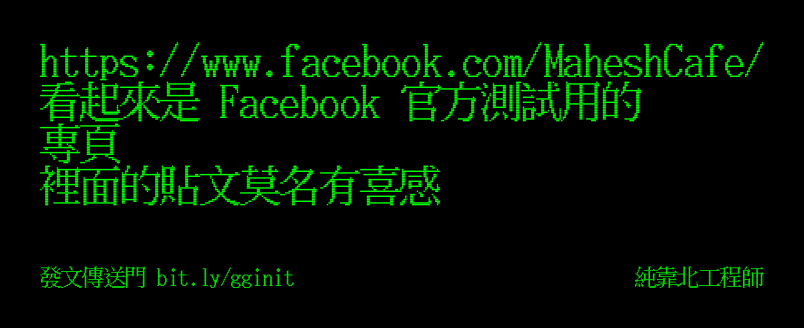 https://www.facebook.com/MaheshCafe/
看起來是 Facebook 官方測試用的
專頁
裡面的貼文莫名有喜感
發文傳送門 bit.ly/gginit
純靠北工程師